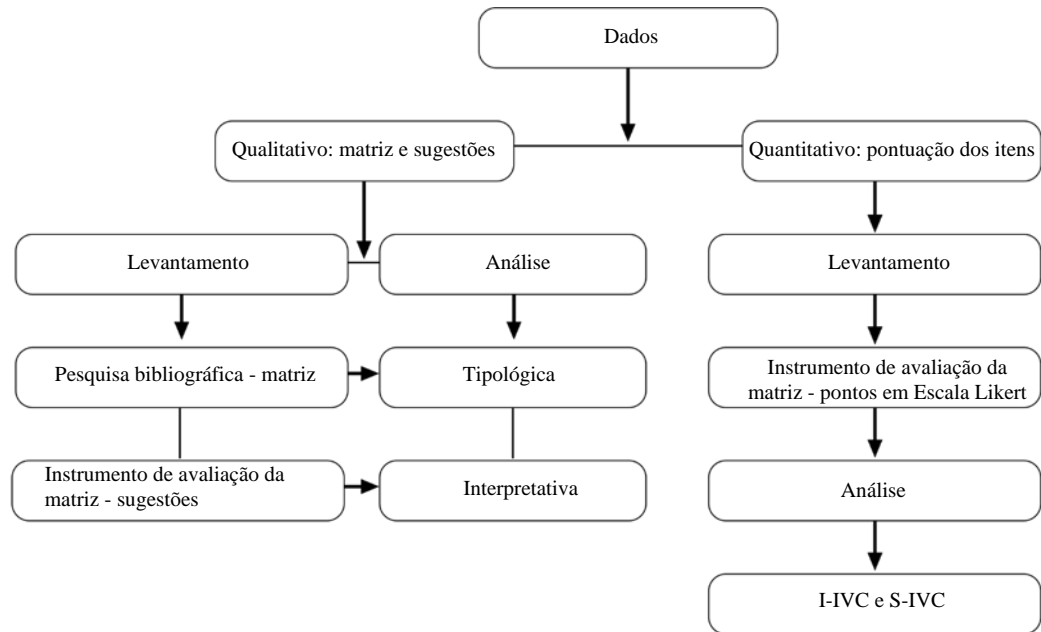 Dados
Qualitativo: matriz e sugestões
Quantitativo: pontuação dos itens
Levantamento
Análise
Levantamento
Pesquisa bibliográfica - matriz
Tipológica
Instrumento de avaliação da
matriz - pontos em Escala Likert
Instrumento de avaliação da
matriz - sugestões
Interpretativa
Análise
I-IVC e S-IVC